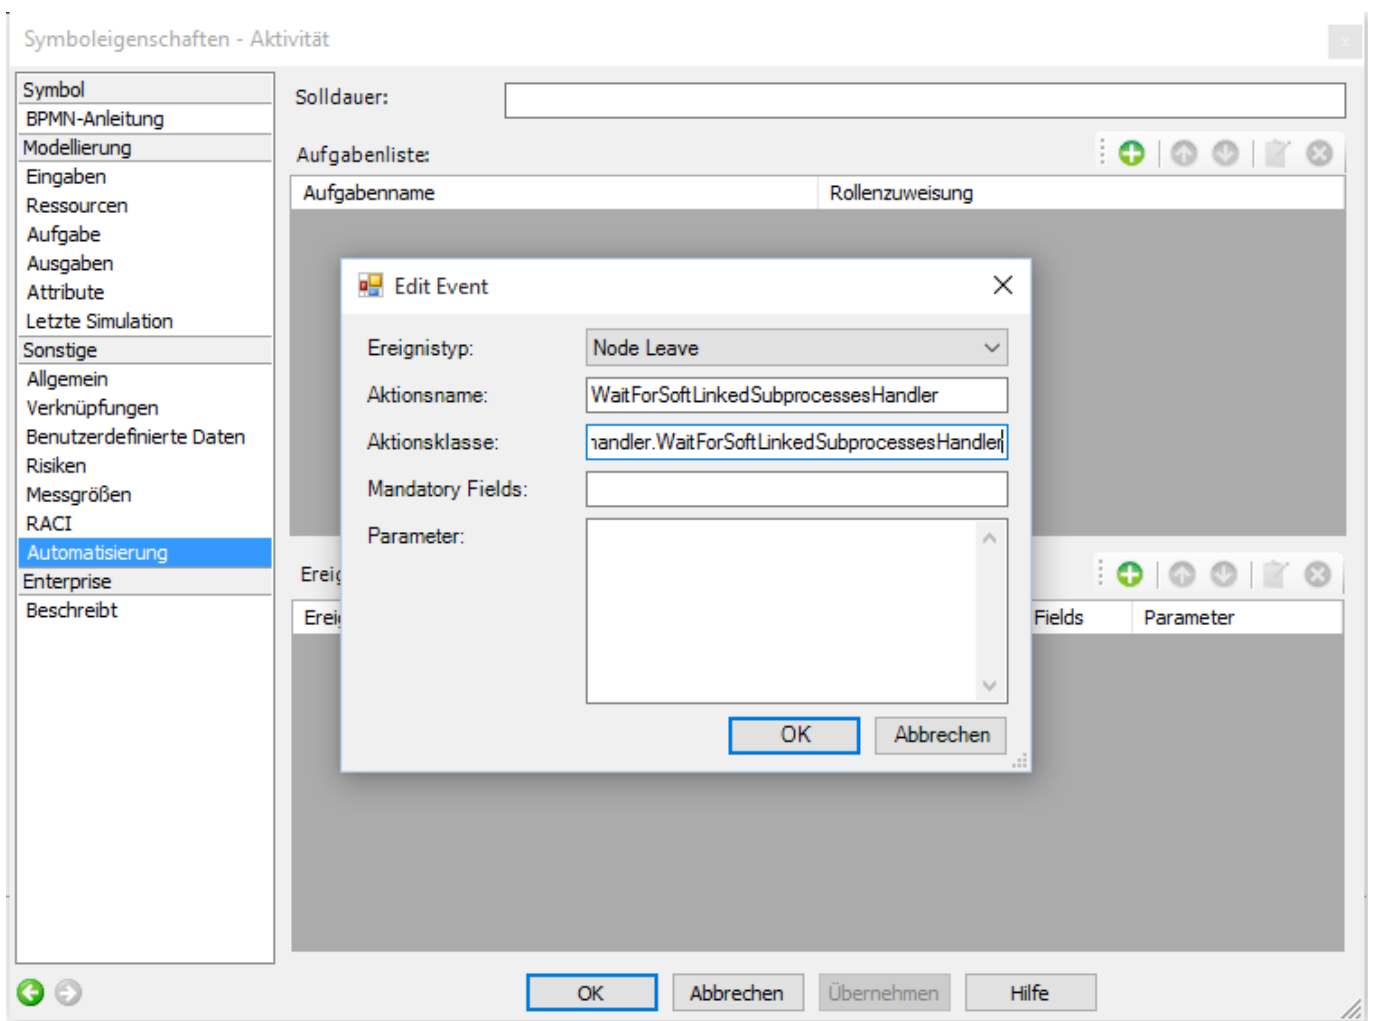 Symboleigenschaften - Aktivität
Symbol
BPMN-Anleitung
Modellierung
Eingaben
Ressourcen
Aufgabe
Ausgaben
Attribute
Letzte Simulation
Sonstige
Allgemein
Verknüpfungen
Benutzerdefinierte Daten
Risiken
Messgrößen
RACI
Automatisierung
Enterprise
Beschreibt
Solldauer:
Aufgabenliste:
Aufgabenname Rollenzuweisung
Edit Event
Ereignistyp: Node Leave
Aktionsname: WaitForSoftLinkedSubprocessesHandler
Aktionsklasse: handler.WaitForSoftLinkedSubprocessesHandler
Mandatory Fields:
Parameter:
OK Abbrechen
Fields Parameter
OK Abbrechen Übernehmen Hilfe